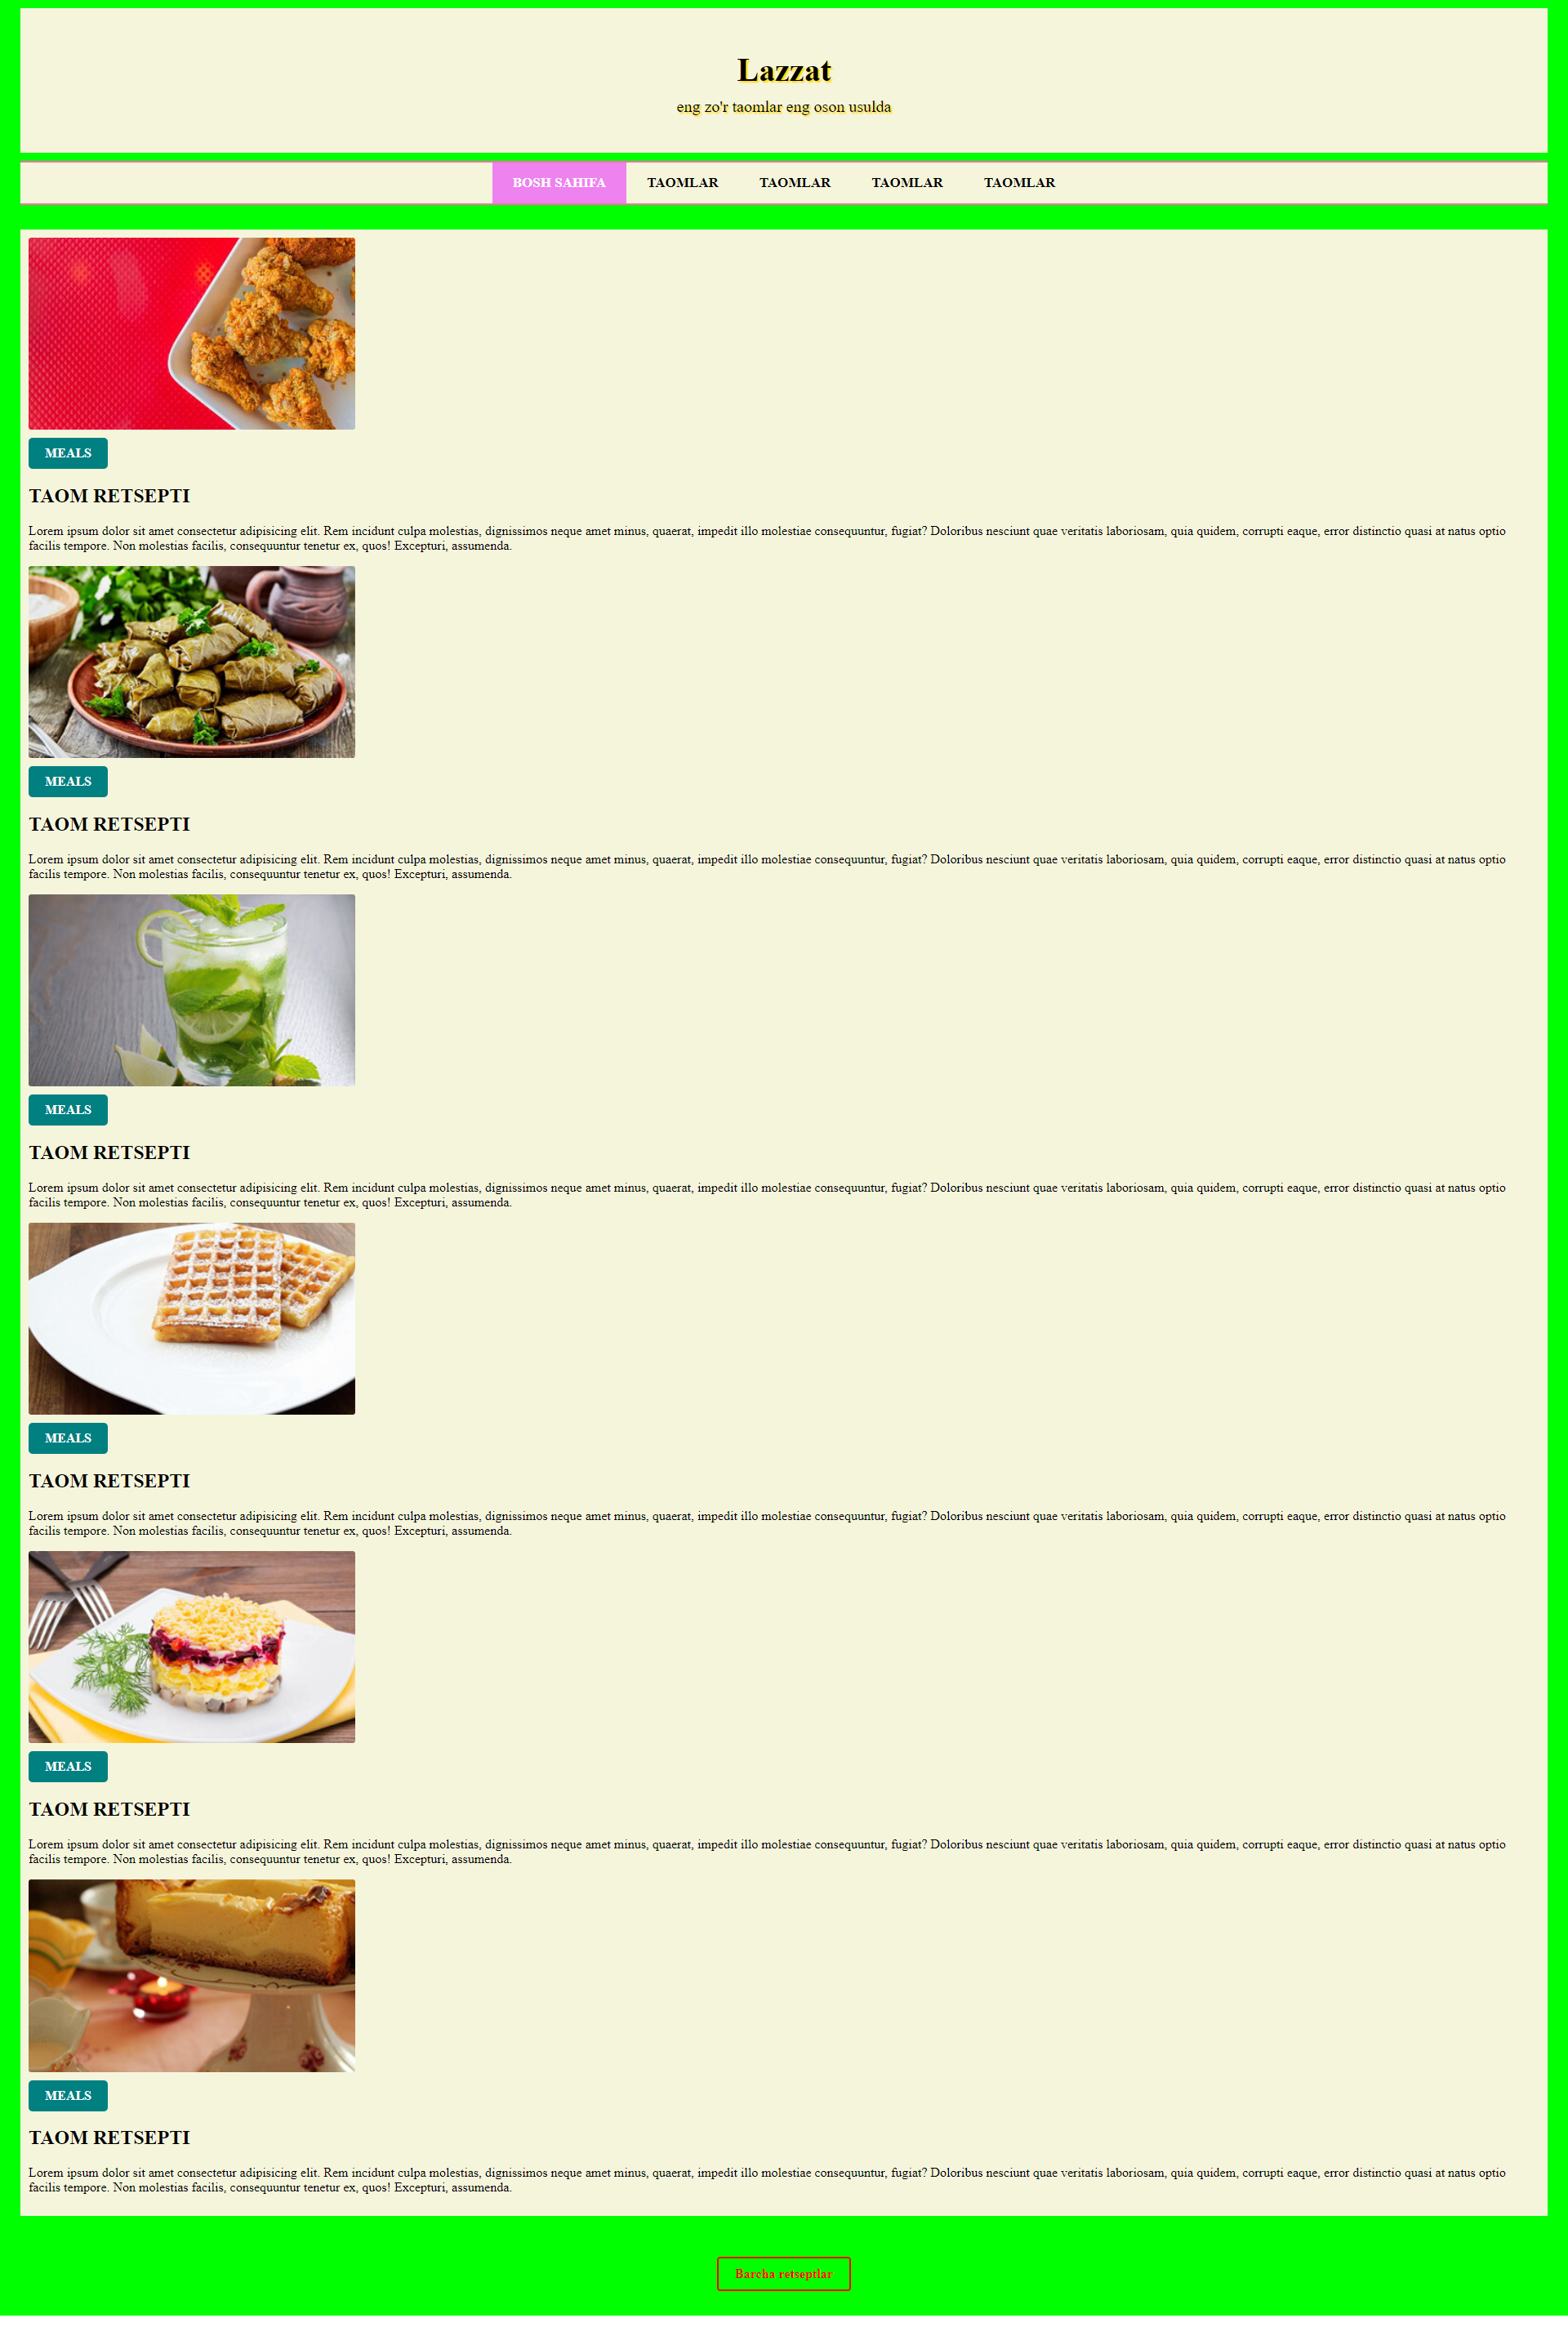 Lazzat
eng zo'r taomlar eng oson usulda
BOSH SAHIFA TAOMLAR TAOMLAR TAOMLAR TAOMLAR
MEALS
TAOM RETSEPTI
Lorem ipsum dolor sit amet consectetur adipisicing elit. Rem incidunt culpa molestias, dignissimos neque amet minus, quaerat, impedit illo molestiae consequuntur, fugiat? Doloribus nesciunt quae veritatis laboriosam, quia quidem, corrupti eaque, error distinctio quasi at natus optio
facilis tempore. Non molestias facilis, consequuntur tenetur ex, quos! Excepturi, assumenda.
MEALS
TAOM RETSEPTI
Lorem ipsum dolor sit amet consectetur adipisicing elit. Rem incidunt culpa molestias, dignissimos neque amet minus, quaerat, impedit illo molestiae consequuntur, fugiat? Doloribus nesciunt quae veritatis laboriosam, quia quidem, corrupti eaque, error distinctio quasi at natus optio
facilis tempore. Non molestias facilis, consequuntur tenetur ex, quos! Excepturi, assumenda.
MEALS
TAOM RETSEPTI
Lorem ipsum dolor sit amet consectetur adipisicing elit. Rem incidunt culpa molestias, dignissimos neque amet minus, quaerat, impedit illo molestiae consequuntur, fugiat? Doloribus nesciunt quae veritatis laboriosam, quia quidem, corrupti eaque, error distinctio quasi at natus optio
facilis tempore. Non molestias facilis, consequuntur tenetur ex, quos! Excepturi, assumenda.
MEALS
TAOM RETSEPTI
Lorem ipsum dolor sit amet consectetur adipisicing elit. Rem incidunt culpa molestias, dignissimos neque amet minus, quaerat, impedit illo molestiae consequuntur, fugiat? Doloribus nesciunt quae veritatis laboriosam, quia quidem, corrupti eaque, error distinctio quasi at natus optio
facilis tempore. Non molestias facilis, consequuntur tenetur ex, quos! Excepturi, assumenda.
MEALS
TAOM RETSEPTI
Lorem ipsum dolor sit amet consectetur adipisicing elit. Rem incidunt culpa molestias, dignissimos neque amet minus, quaerat, impedit illo molestiae consequuntur, fugiat? Doloribus nesciunt quae veritatis laboriosam, quia quidem, corrupti eaque, error distinctio quasi at natus optio
facilis tempore. Non molestias facilis, consequuntur tenetur ex, quos! Excepturi, assumenda.
MEALS
TAOM RETSEPTI
Lorem ipsum dolor sit amet consectetur adipisicing elit. Rem incidunt culpa molestias, dignissimos neque amet minus, quaerat, impedit illo molestiae consequuntur, fugiat? Doloribus nesciunt quae veritatis laboriosam, quia quidem, corrupti eaque, error distinctio quasi at natus optio
facilis tempore. Non molestias facilis, consequuntur tenetur ex, quos! Excepturi, assumenda.
Barcha retseptlar